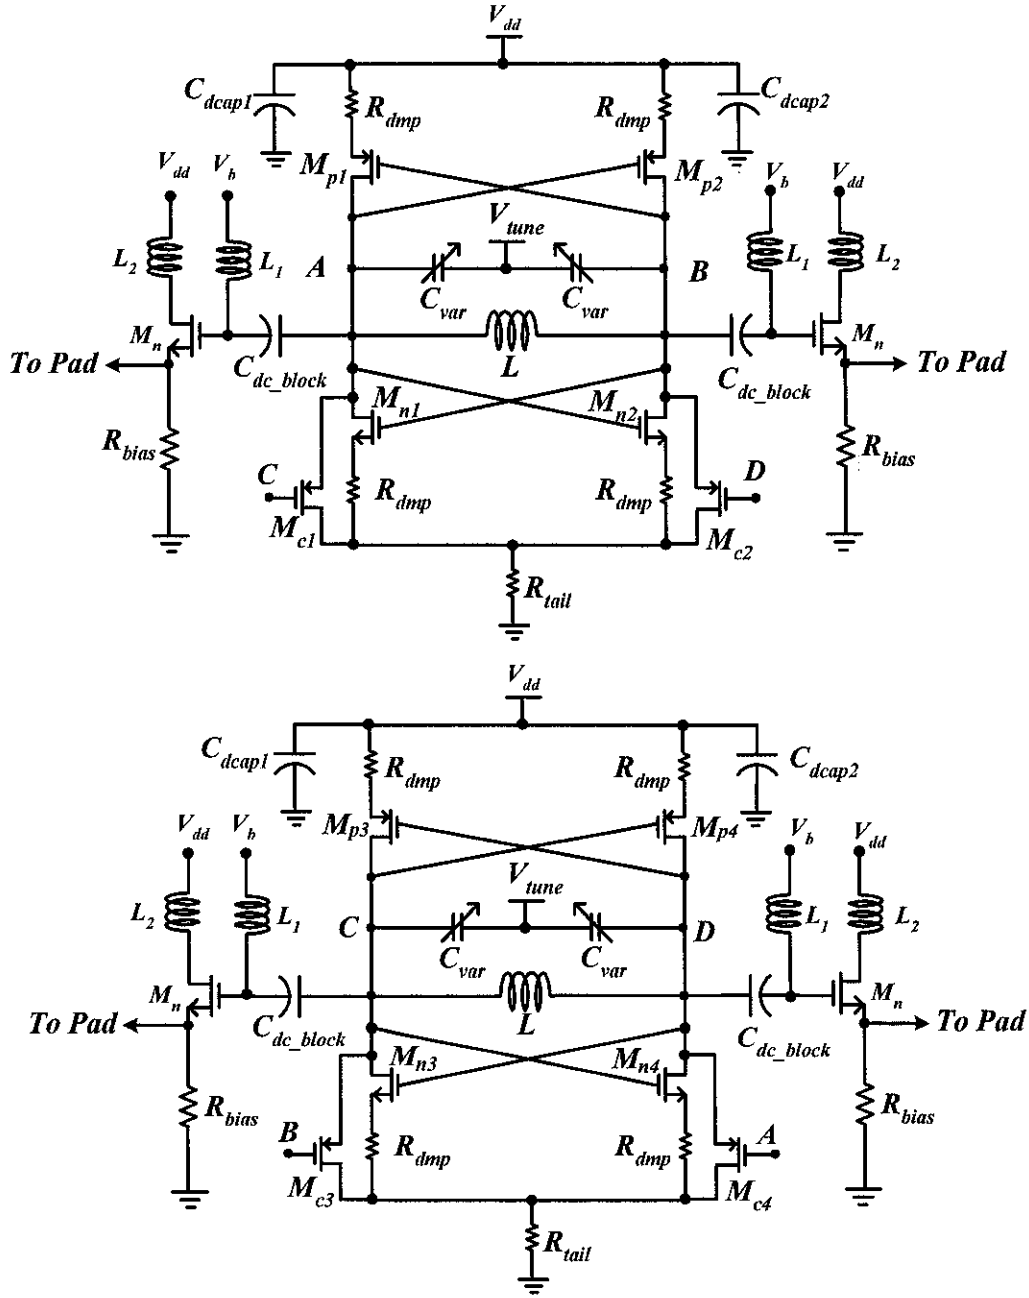 V_dd
C_dcap1 R_dmp R_dmp C_dcap2
V_dd V_b M_p1 M_p2 V_b V_dd
V_tune
L_2 L_1 A B L_1 L_2
C_var C_var
M_n M_n
To Pad L To Pad
C_dc_block M_n1 M_n2 C_dc_block
R_bias R_bias
C R_dmp R_dmp D
M_c1 M_c2
R_tail
V_dd
C_dcap1 R_dmp R_dmp C_dcap2
V_dd V_b M_p3 M_p4 V_b V_dd
V_tune
L_2 L_1 C D L_1 L_2
C_var C_var
M_n M_n
To Pad L To Pad
C_dc_block M_n3 M_n4 C_dc_block
R_bias R_bias
B R_dmp R_dmp A
M_c3 M_c4
R_tail